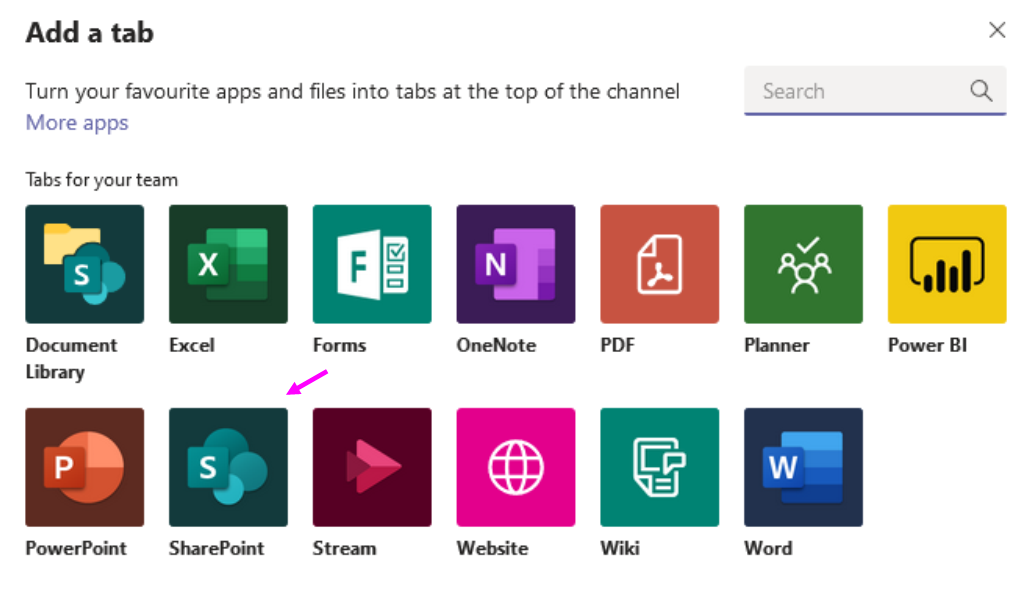 Add a tab
Turn your favourite apps and files into tabs at the top of the channel
More apps
Search
Tabs for your team
S
X
F
N
Document
Library
Excel
Forms
OneNote
PDF
Planner
Power BI
P
S
W
PowerPoint
SharePoint
Stream
Website
Wiki
Word